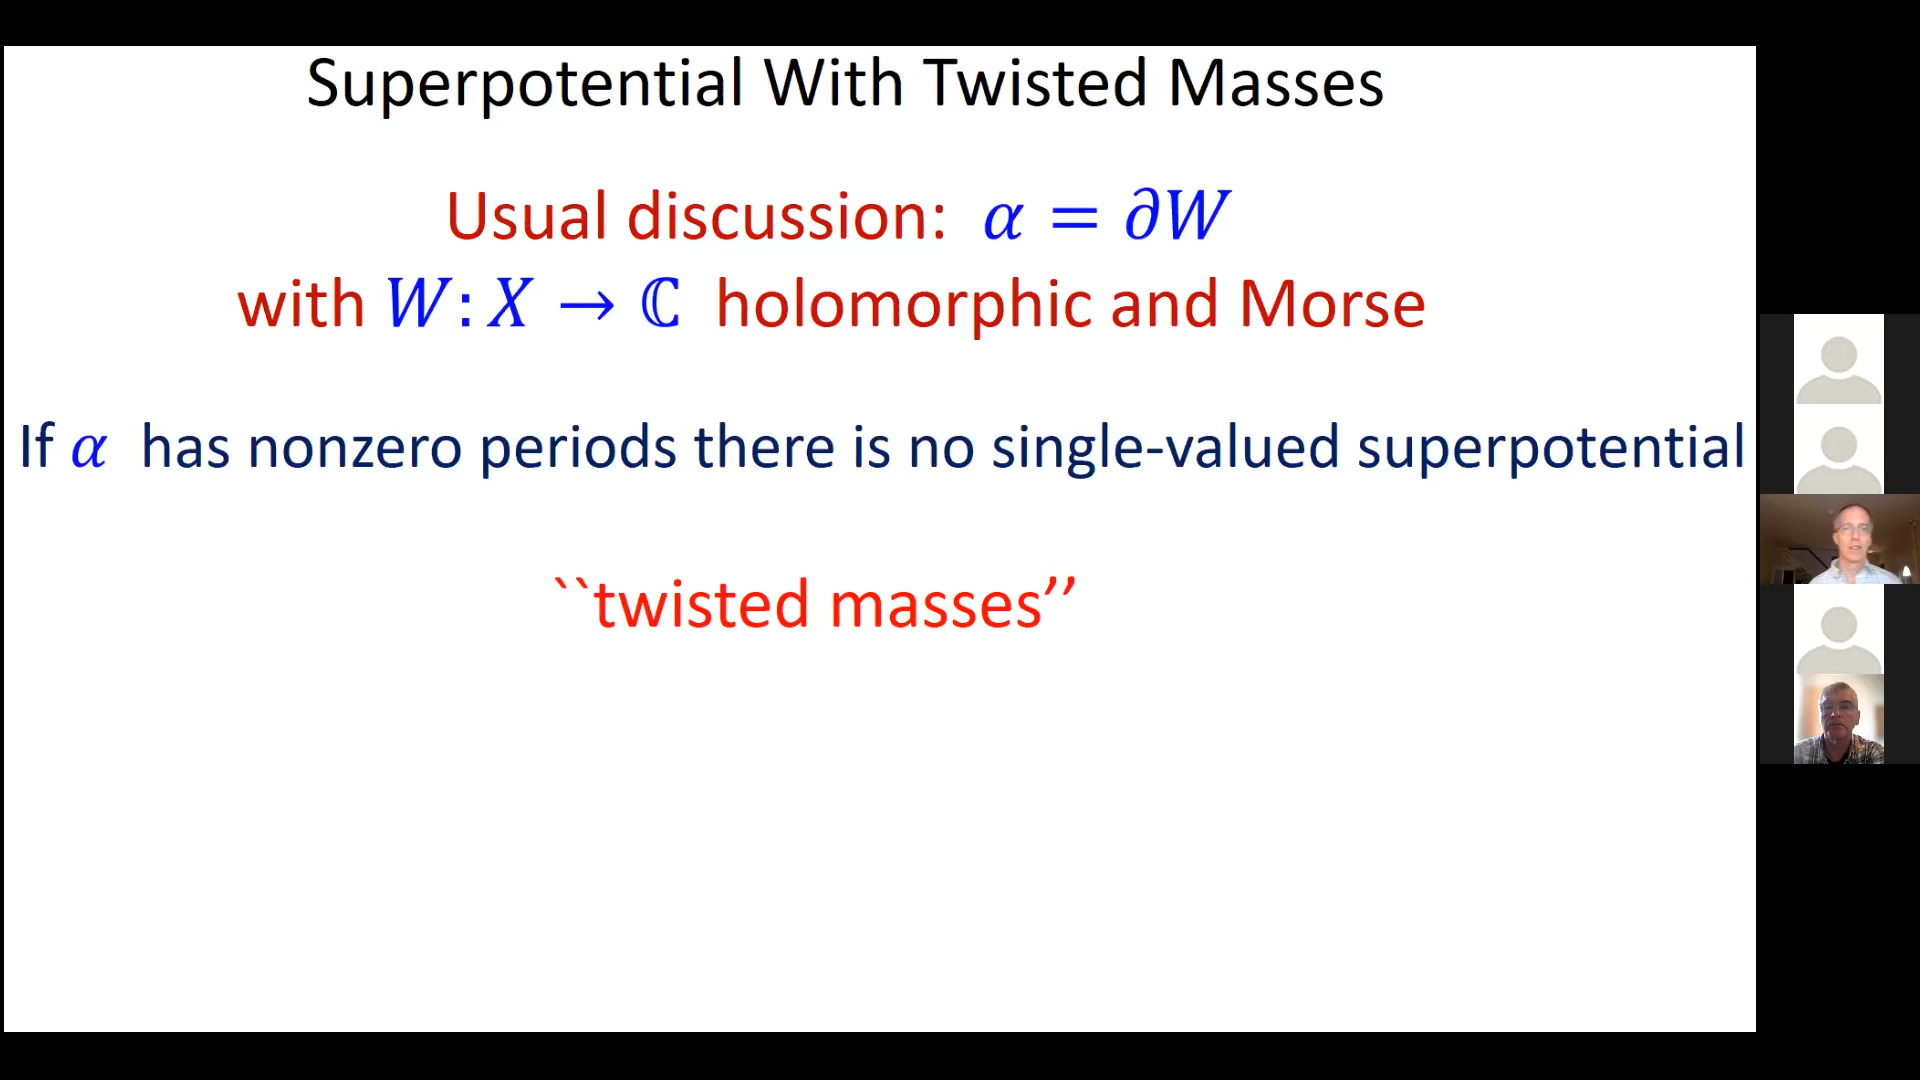 Superpotential With Twisted Masses
Usual discussion: 𝛼 = 𝜕𝑊
with 𝑊: 𝑋 → ℂ holomorphic and Morse
If 𝛼 has nonzero periods there is no single-valued superpotential
``twisted masses’’